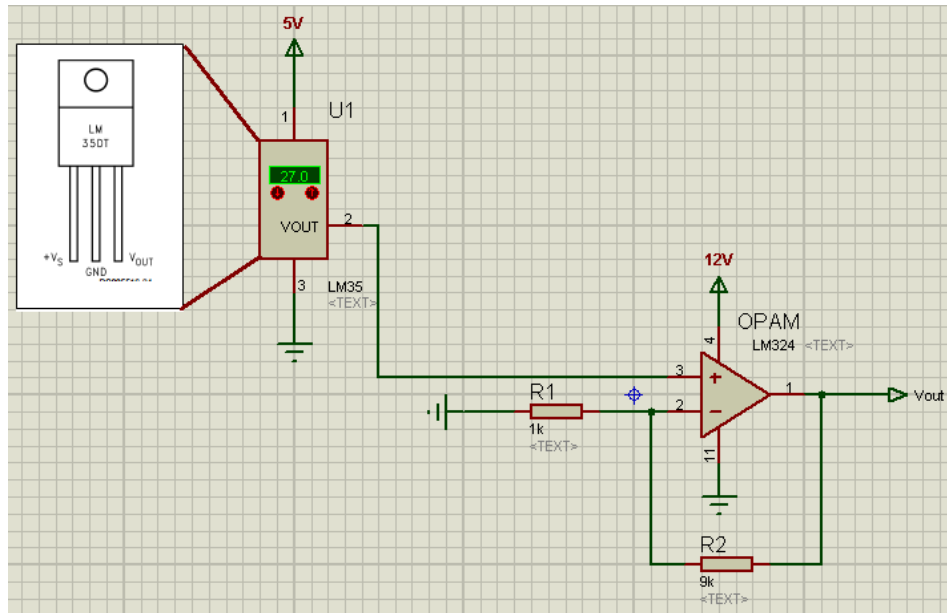 5V
1
U1
LM
35DT
27.0
VOUT
2
+VS
GND
VOUT
3
LM35
<TEXT>
12V
OPAM
4
LM324 <TEXT>
3
+
1
Vout
R1
2
−
1k
<TEXT>
11
R2
9k
<TEXT>